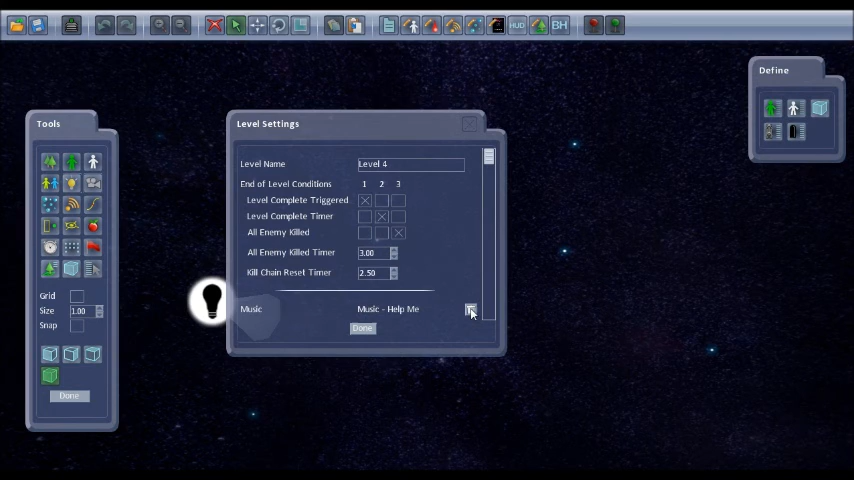 HUD BH
Define
Tools
Level Settings
Level Name Level 4
End of Level Conditions 1 2 3
Level Complete Triggered
Level Complete Timer
All Enemy Killed
All Enemy Killed Timer 3.00
Kill Chain Reset Timer 2.50
Music Music - Help Me
Done
Grid
Size 1.00
Snap
Done